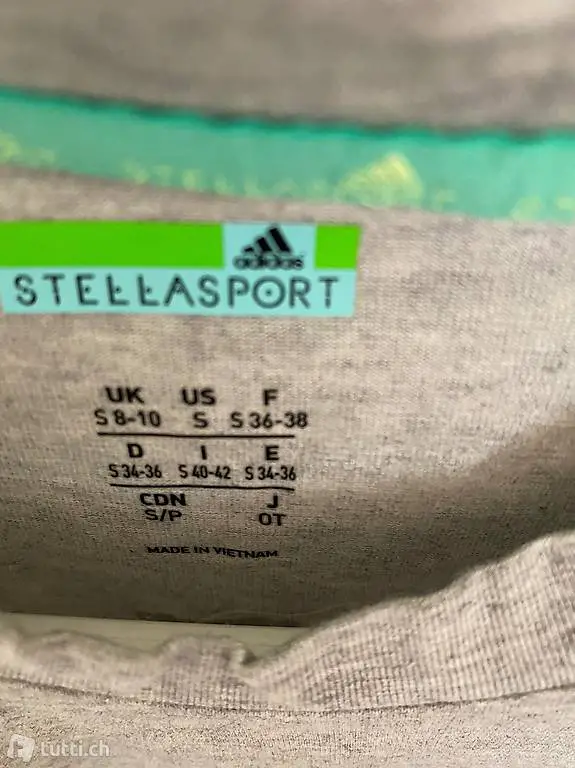 adidas
STELLASPORT
UK US F
S 8-10 S S 36-38
D I E
S 34-36 S 40-42 S 34-36
CDN J
S/P OT
MADE IN VIETNAM
tutti.ch